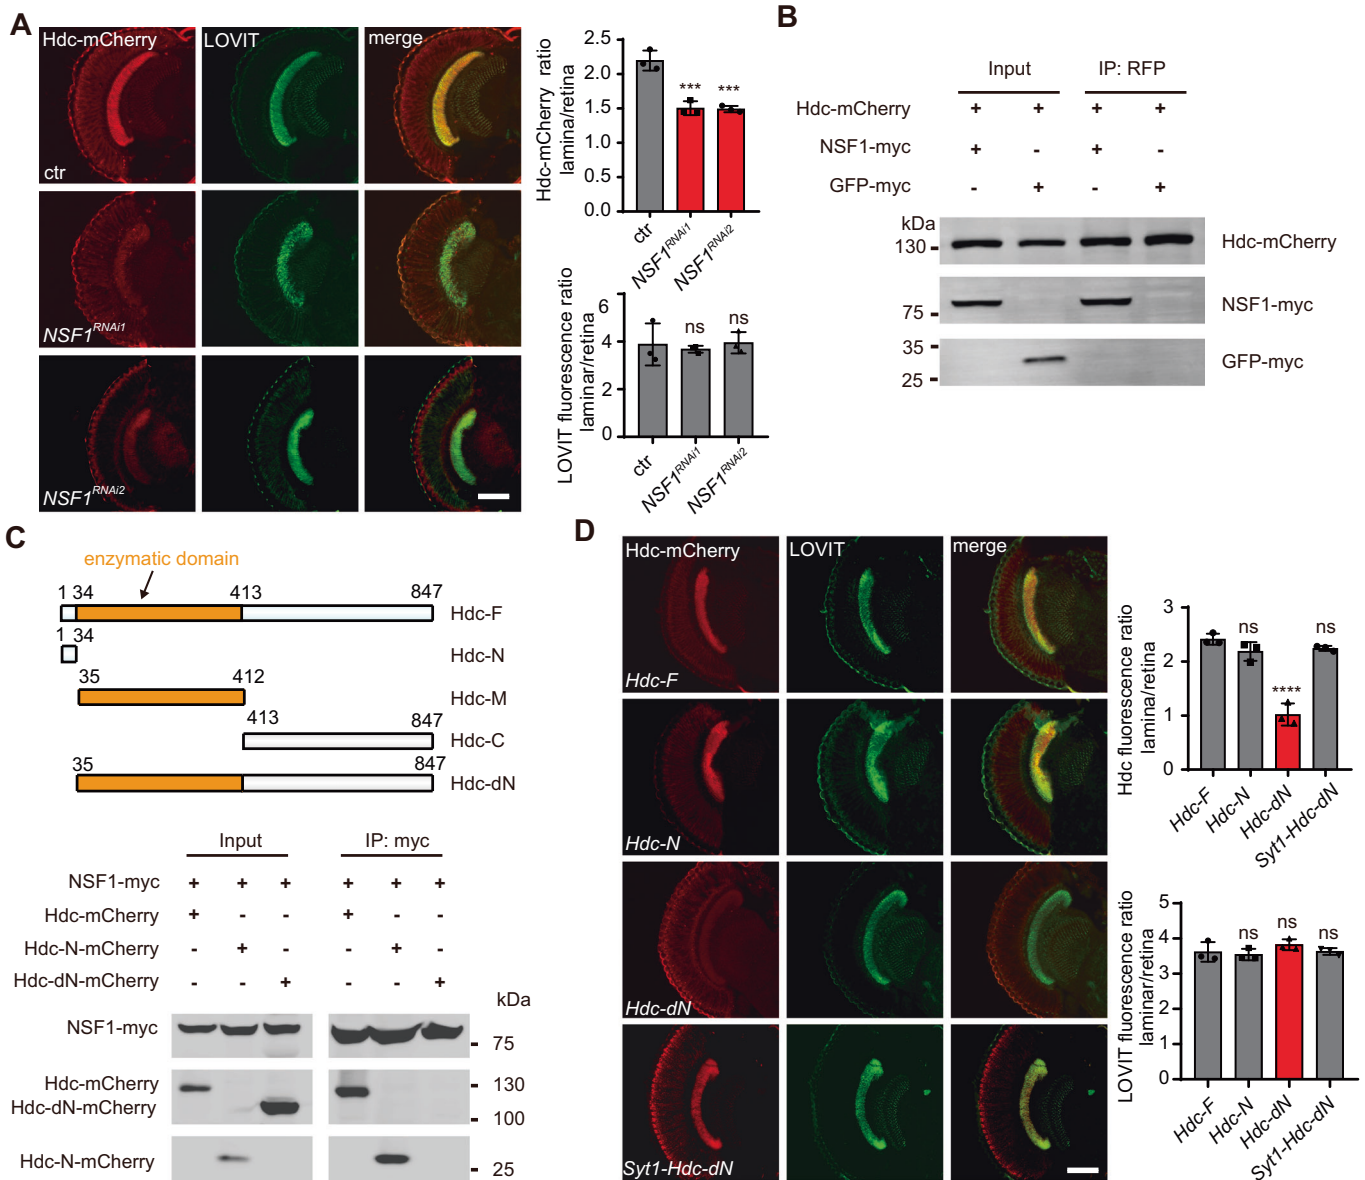 A
Hdc-mCherry
LOVIT
merge
ctr
NSF1RNAi1
NSF1RNAi2
Hdc-mCherry ratio
lamina/retina
2.5
2.0
1.5
1.0
0.5
0.0
***
***
ctr
NSF1RNAi1
NSF1RNAi2
LOVIT fluorescence ratio
laminar/retina
6
4
2
0
ns
ns
ctr
NSF1RNAi1
NSF1RNAi2
B
Input
IP: RFP
Hdc-mCherry + + + +
NSF1-myc + - + -
GFP-myc - + - +
kDa
130
Hdc-mCherry
75
NSF1-myc
35
25
GFP-myc
C
enzymatic domain
1 34 413 847
Hdc-F
1 34
Hdc-N
35 412
Hdc-M
413 847
Hdc-C
35 847
Hdc-dN
Input
IP: myc
NSF1-myc + + + + + +
Hdc-mCherry + - - + - -
Hdc-N-mCherry - + - - + -
Hdc-dN-mCherry - - + - - +
kDa
NSF1-myc
75
Hdc-mCherry
130
Hdc-dN-mCherry
100
Hdc-N-mCherry
25
D
Hdc-mCherry
LOVIT
merge
Hdc-F
Hdc-N
Hdc-dN
Syt1-Hdc-dN
Hdc fluorescence ratio
lamina/retina
3
2
1
0
ns
****
ns
Hdc-F
Hdc-N
Hdc-dN
Syt1-Hdc-dN
LOVIT fluorescence ratio
laminar/retina
5
4
3
2
1
0
ns
ns
ns
Hdc-F
Hdc-N
Hdc-dN
Syt1-Hdc-dN